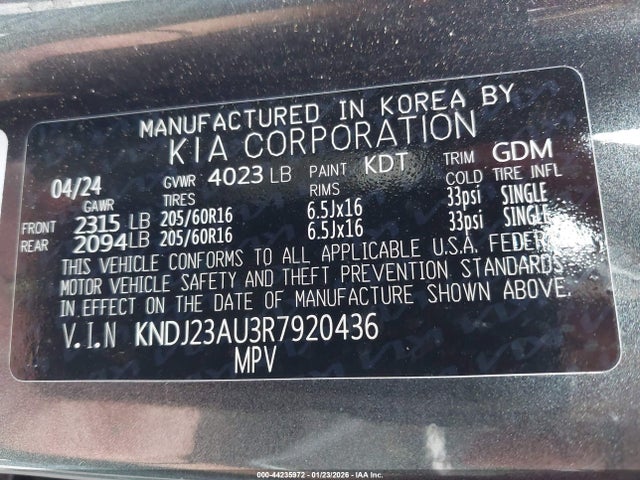 MANUFACTURED IN KOREA BY
KIA CORPORATION
04/24 GVWR 4023 LB PAINT KDT TRIM GDM
GAWR TIRES RIMS COLD TIRE INFL
FRONT 2315 LB 205/60R16 6.5Jx16 33psi SINGLE
REAR 2094 LB 205/60R16 6.5Jx16 33psi SINGLE
THIS VEHICLE CONFORMS TO ALL APPLICABLE U.S.A. FEDER
MOTOR VEHICLE SAFETY AND THEFT PREVENTION STANDARDS
IN EFFECT ON THE DATE OF MANUFACTURE SHOWN ABOVE.
V.I.N KNDJ23AU3R7920436
MPV
000-44235972 - 01/23/2026 - IAA Inc.